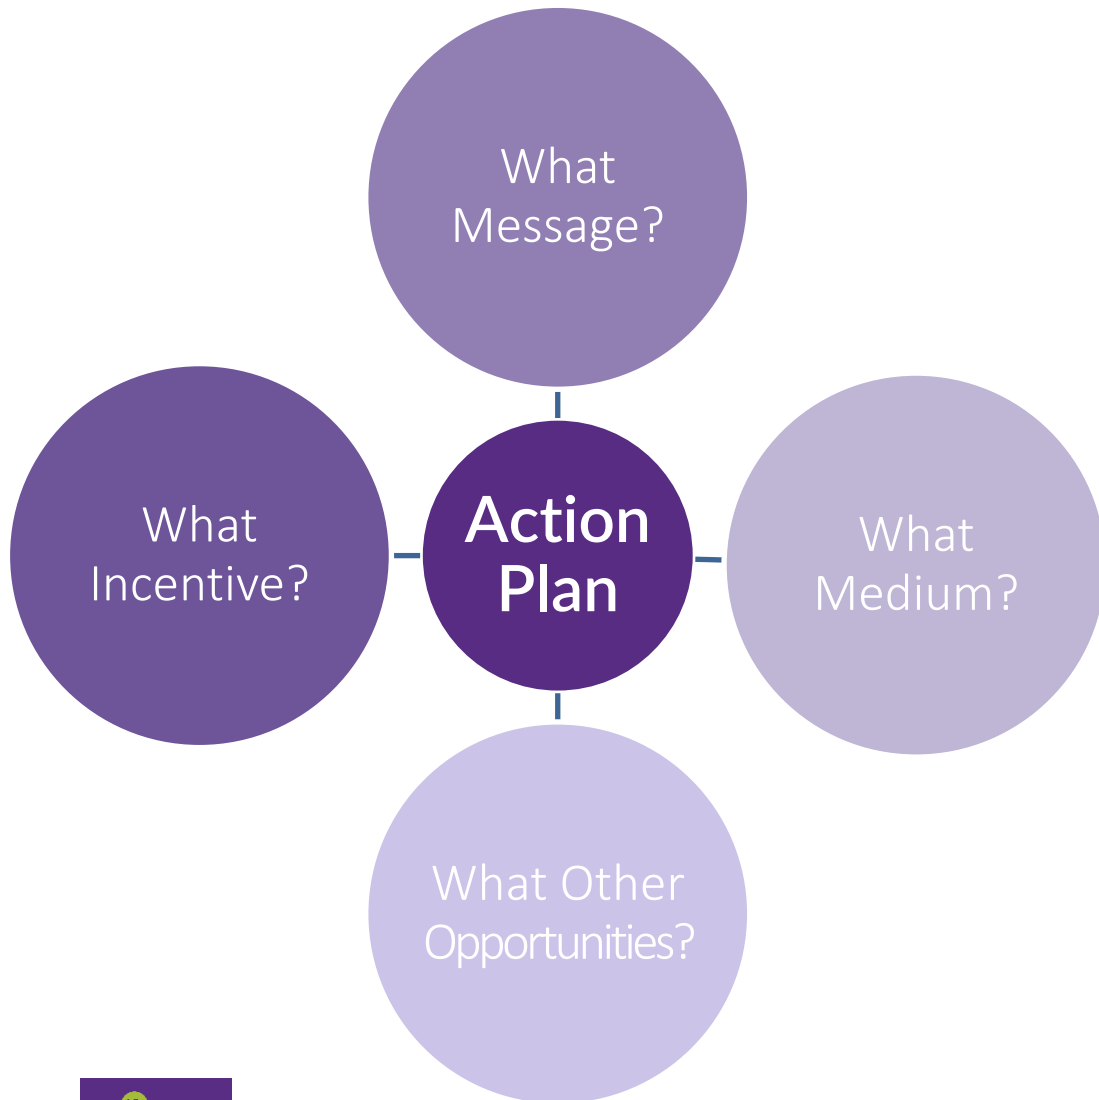 What
Message?
What
Incentive?
Action
Plan
What
Medium?
What Other
Opportunities?